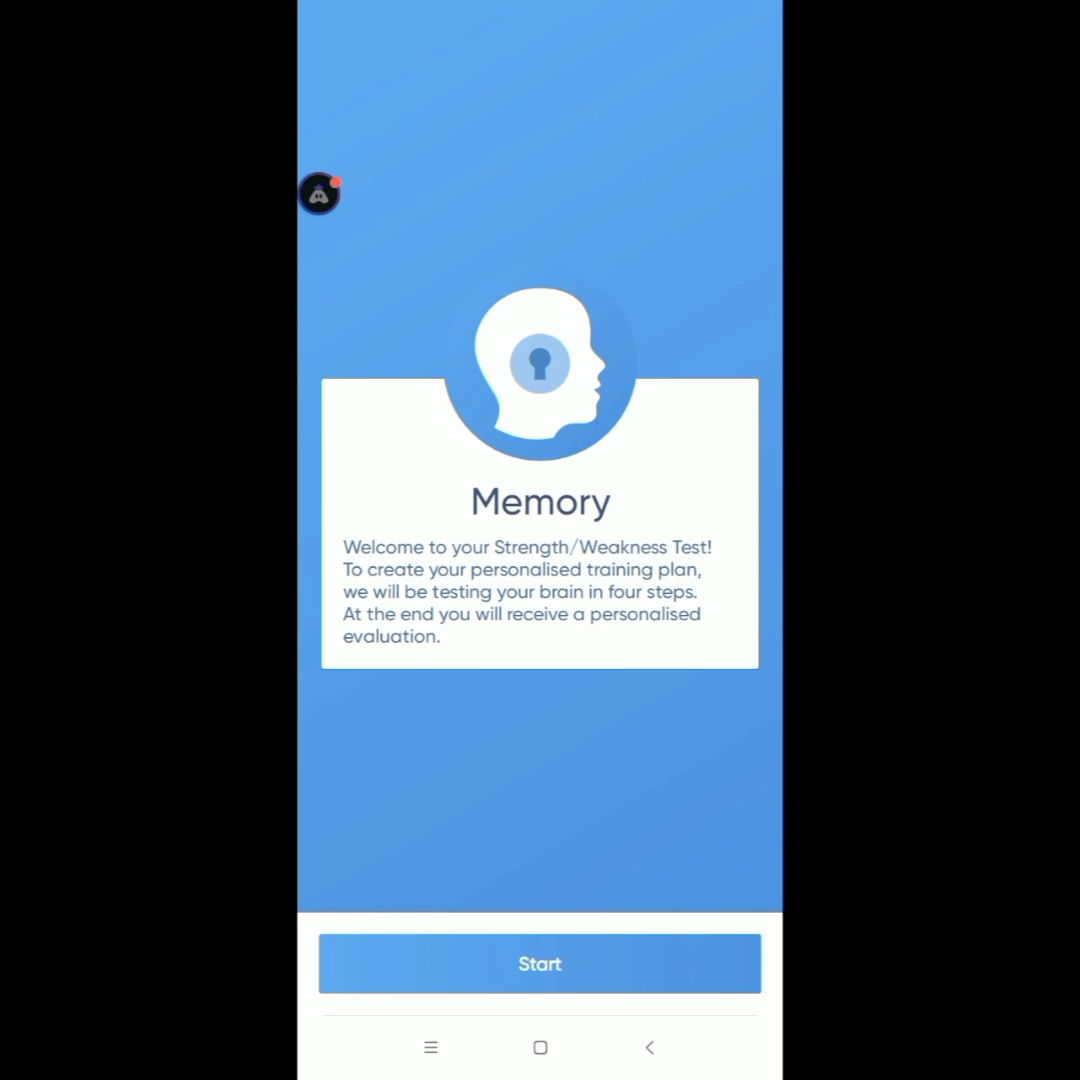 Memory
Welcome to your Strength/Weakness Test!
To create your personalised training plan,
we will be testing your brain in four steps.
At the end you will receive a personalised
evaluation.
Start